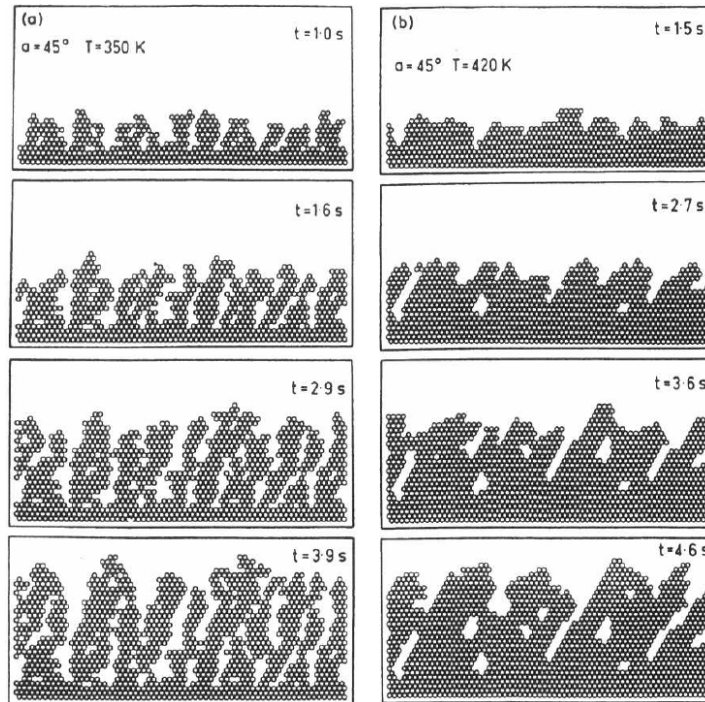 (a)
t=1.0 s
a=45° T=350 K
t=1.6 s
t=2.9 s
t=3.9 s
(b)
t=1.5 s
a=45° T=420 K
t=2.7 s
t=3.6 s
t=4.6 s